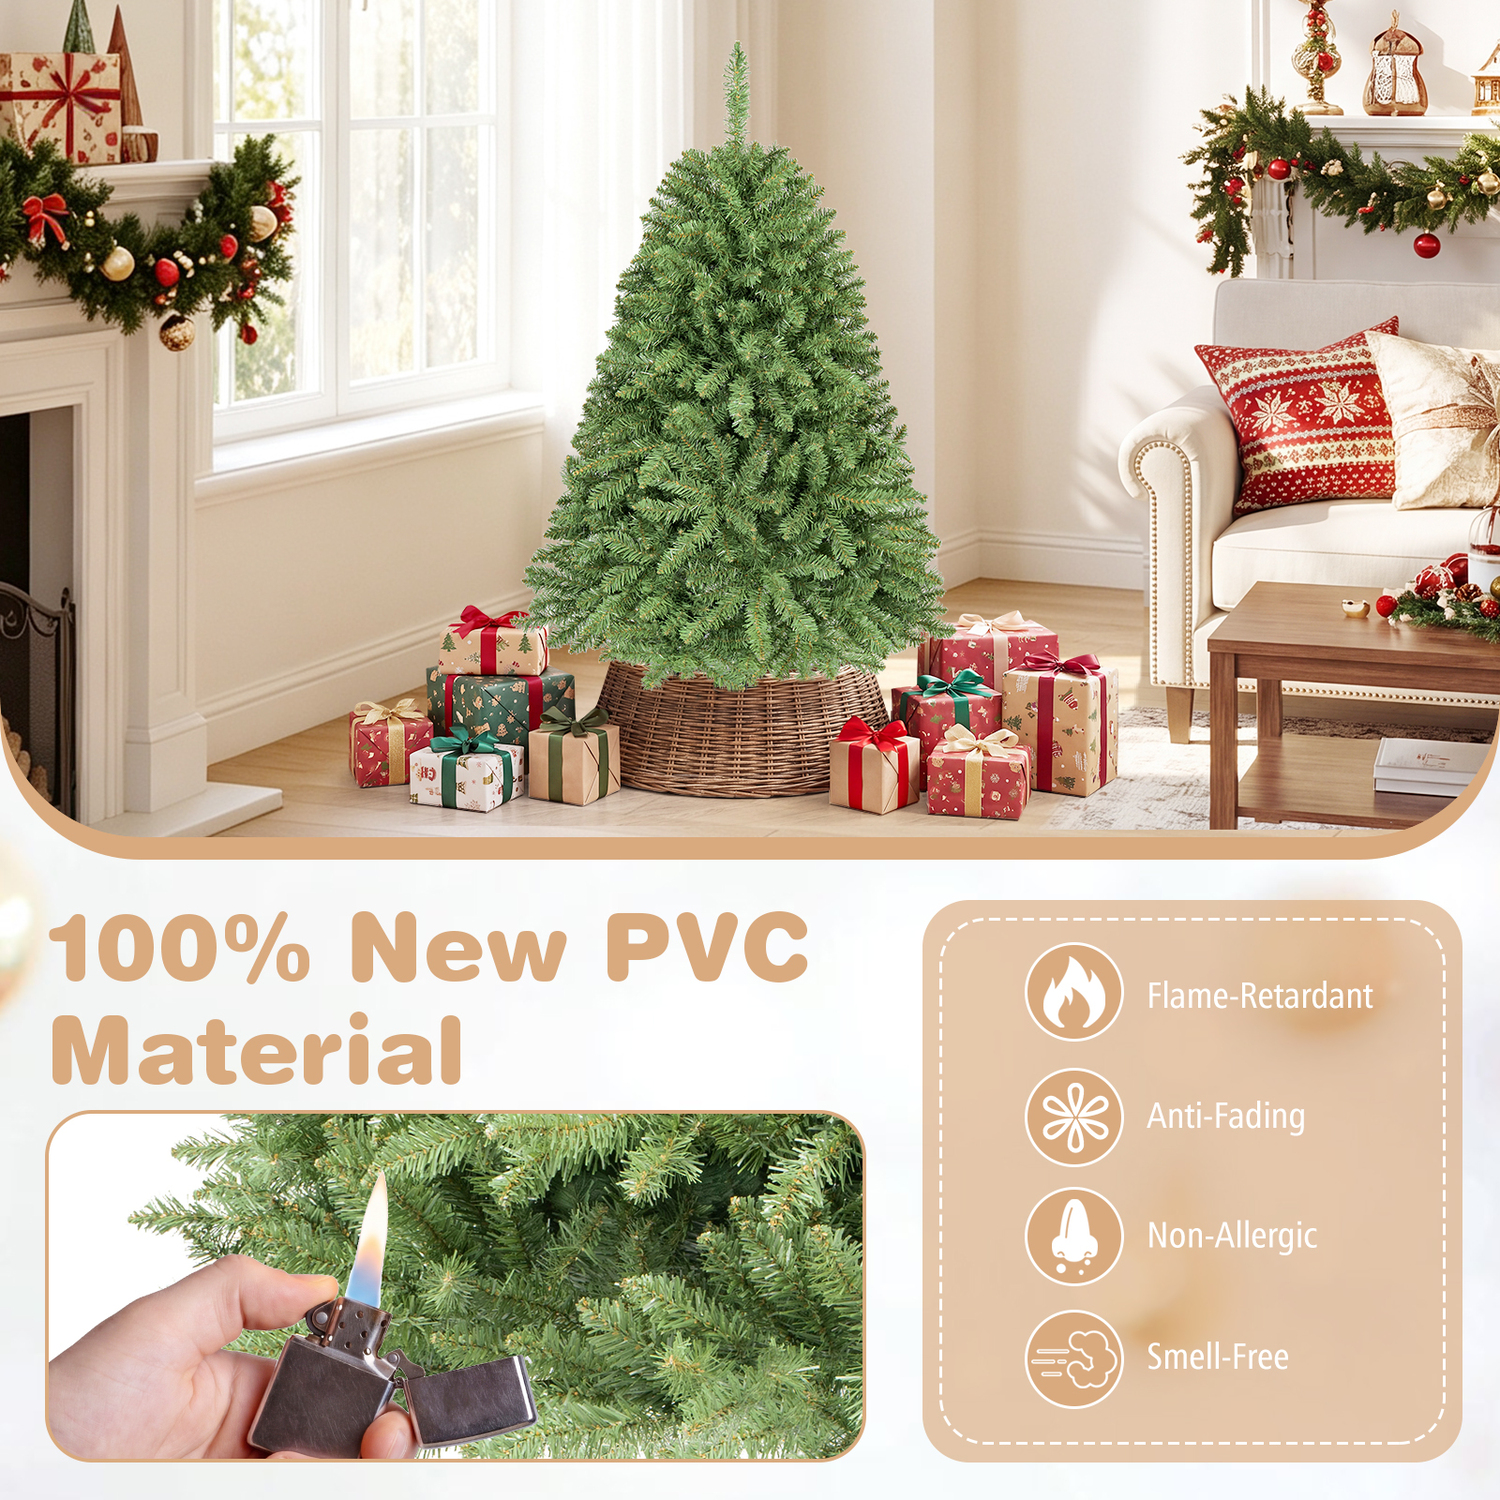 100% New PVC
Material
Flame-Retardant
Anti-Fading
Non-Allergic
Smell-Free